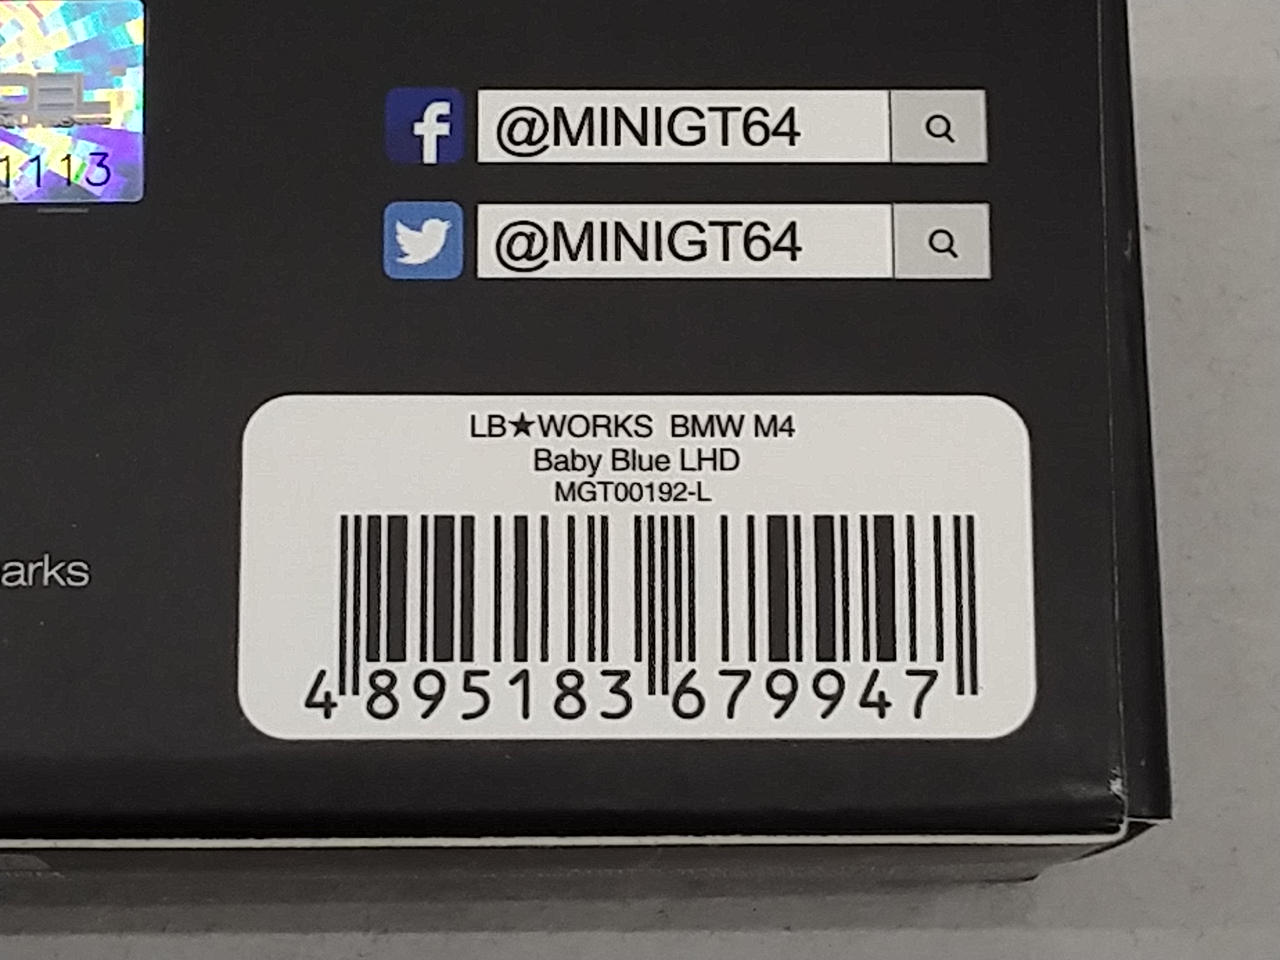 1113
@MINIGT64
@MINIGT64
LB★WORKS BMW M4
Baby Blue LHD
MGT00192-L
arks
4 895183 679947